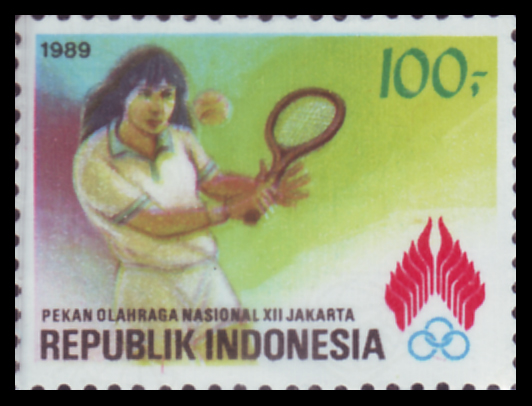 1989
100,-
PEKAN OLAHRAGA NASIONAL XII JAKARTA
REPUBLIK INDONESIA